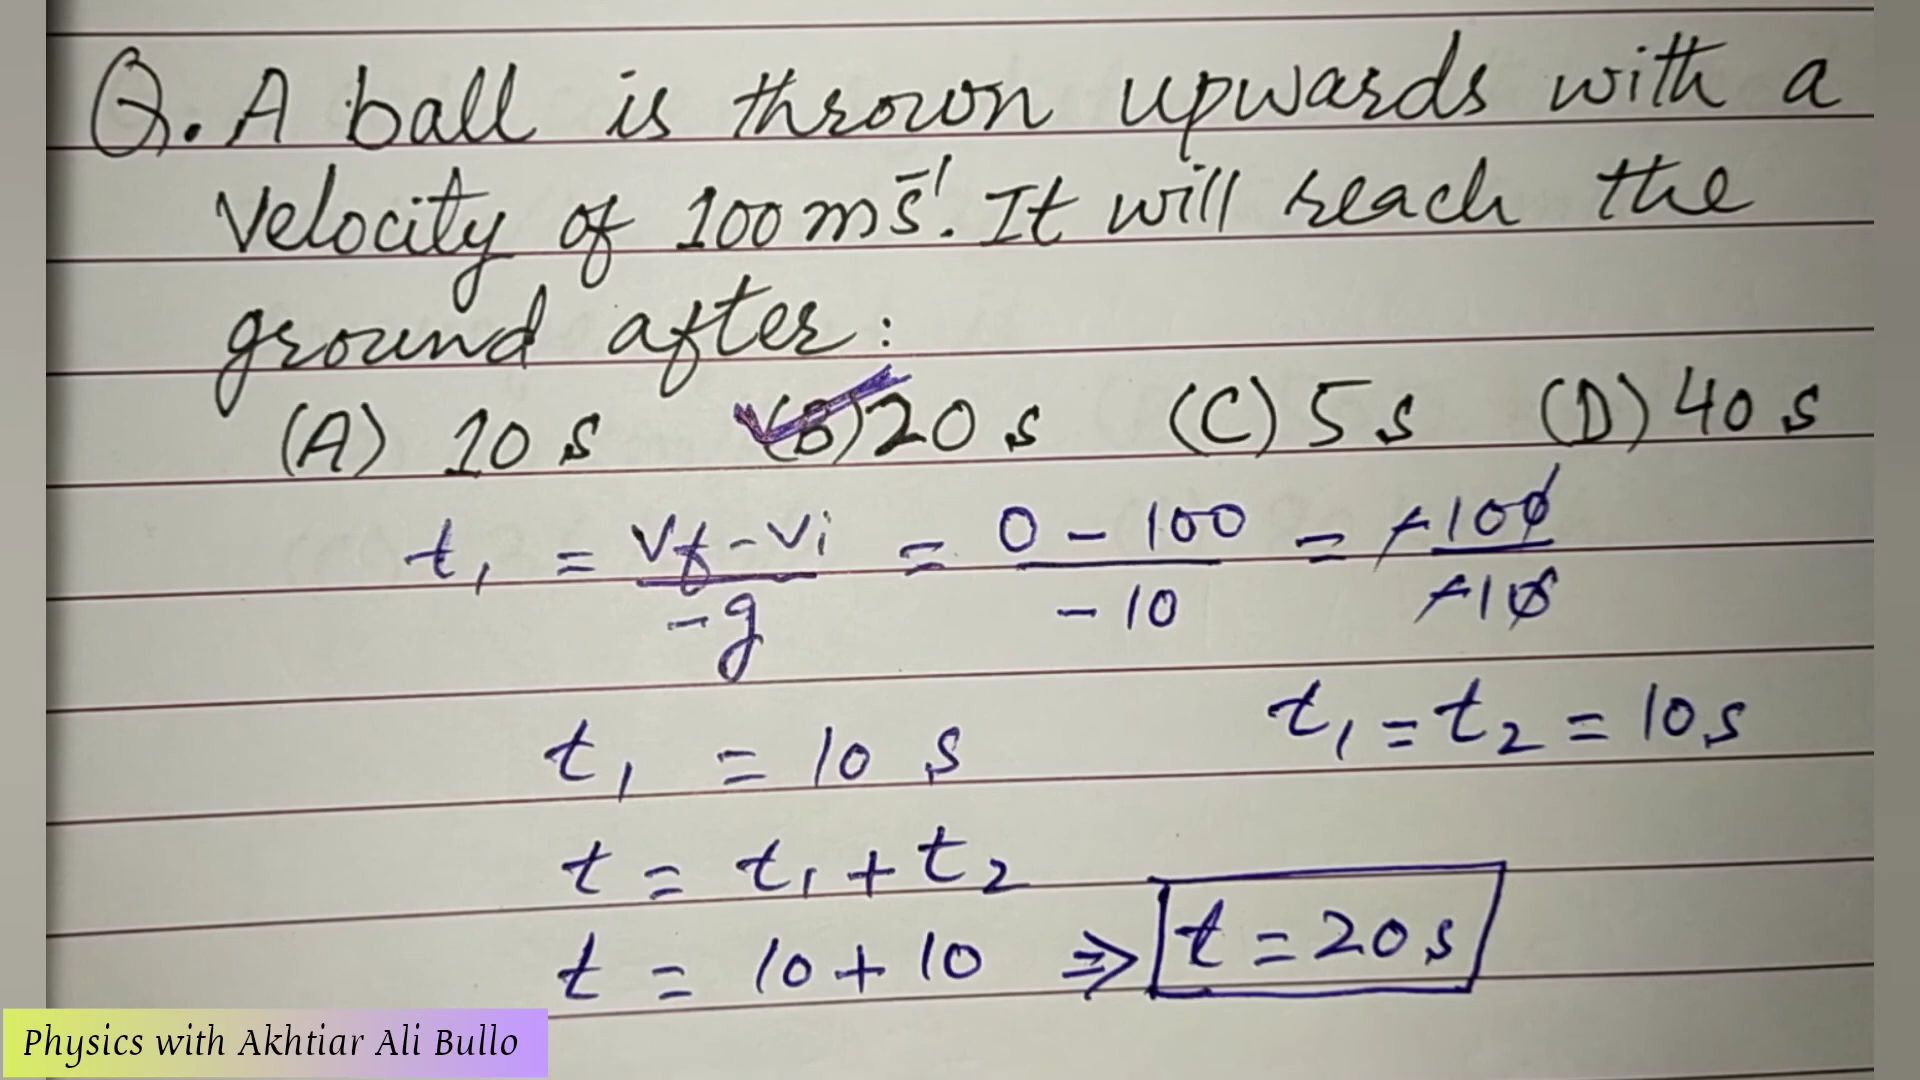 Q. A ball is thrown upwards with a
velocity of 100 ms⁻¹. It will reach the
ground after:
(A) 10 s (B) 20 s (C) 5 s (D) 40 s
t₁ = vf - vi / -g = 0 - 100 / -10 = -100 / -10
t₁ = 10 s t₁ = t₂ = 10 s
t = t₁ + t₂
t = 10 + 10 ⇒ t = 20 s
Physics with Akhtiar Ali Bullo